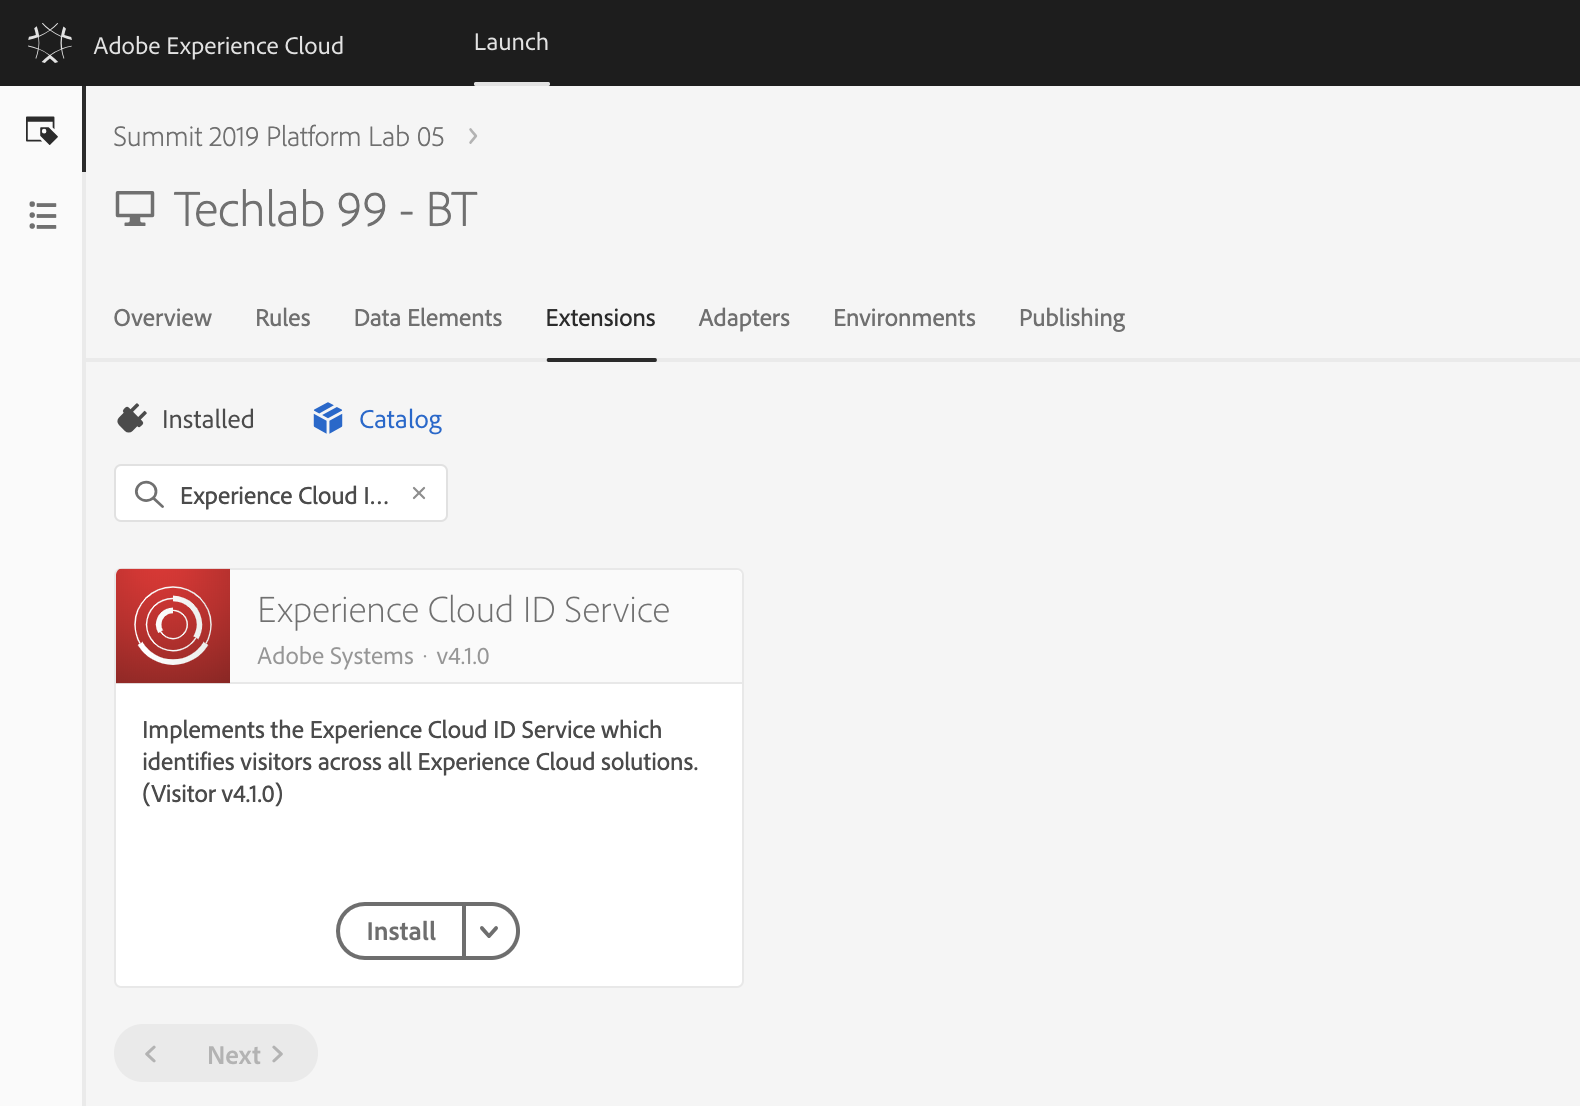 Adobe Experience Cloud
Launch
Summit 2019 Platform Lab 05
Techlab 99 - BT
Overview
Rules
Data Elements
Extensions
Adapters
Environments
Publishing
Installed
Catalog
Experience Cloud I...
Experience Cloud ID Service
Adobe Systems · v4.1.0
Implements the Experience Cloud ID Service which
identifies visitors across all Experience Cloud solutions.
(Visitor v4.1.0)
Install
Next